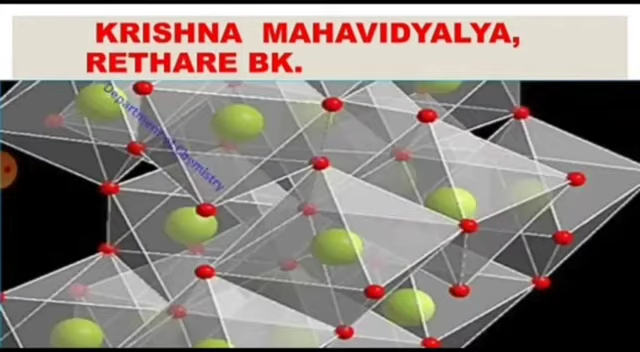 KRISHNA MAHAVIDYALYA,
RETHARE BK.
Department of Chemistry